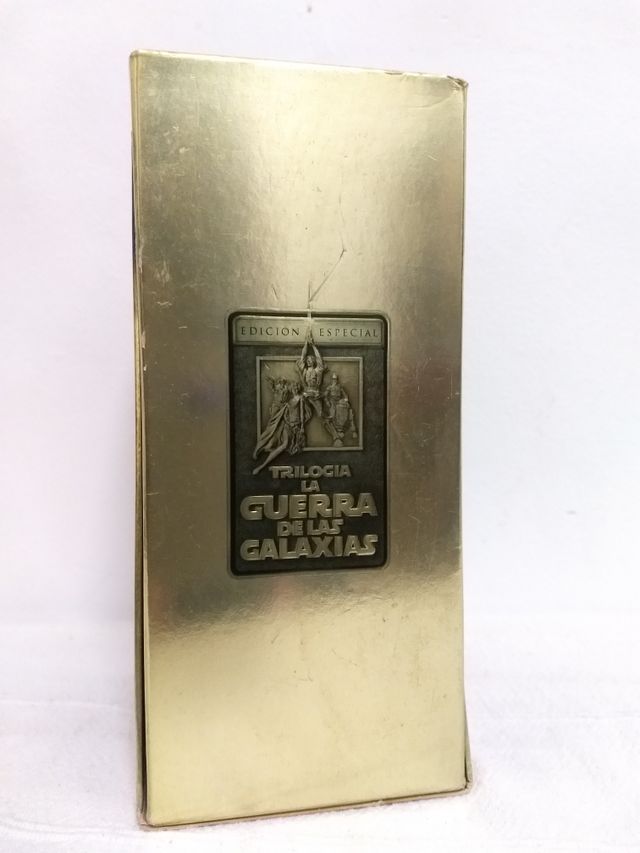 EDICION ESPECIAL
TRILOGIA
LA
GUERRA
DE LAS
GALAXIAS